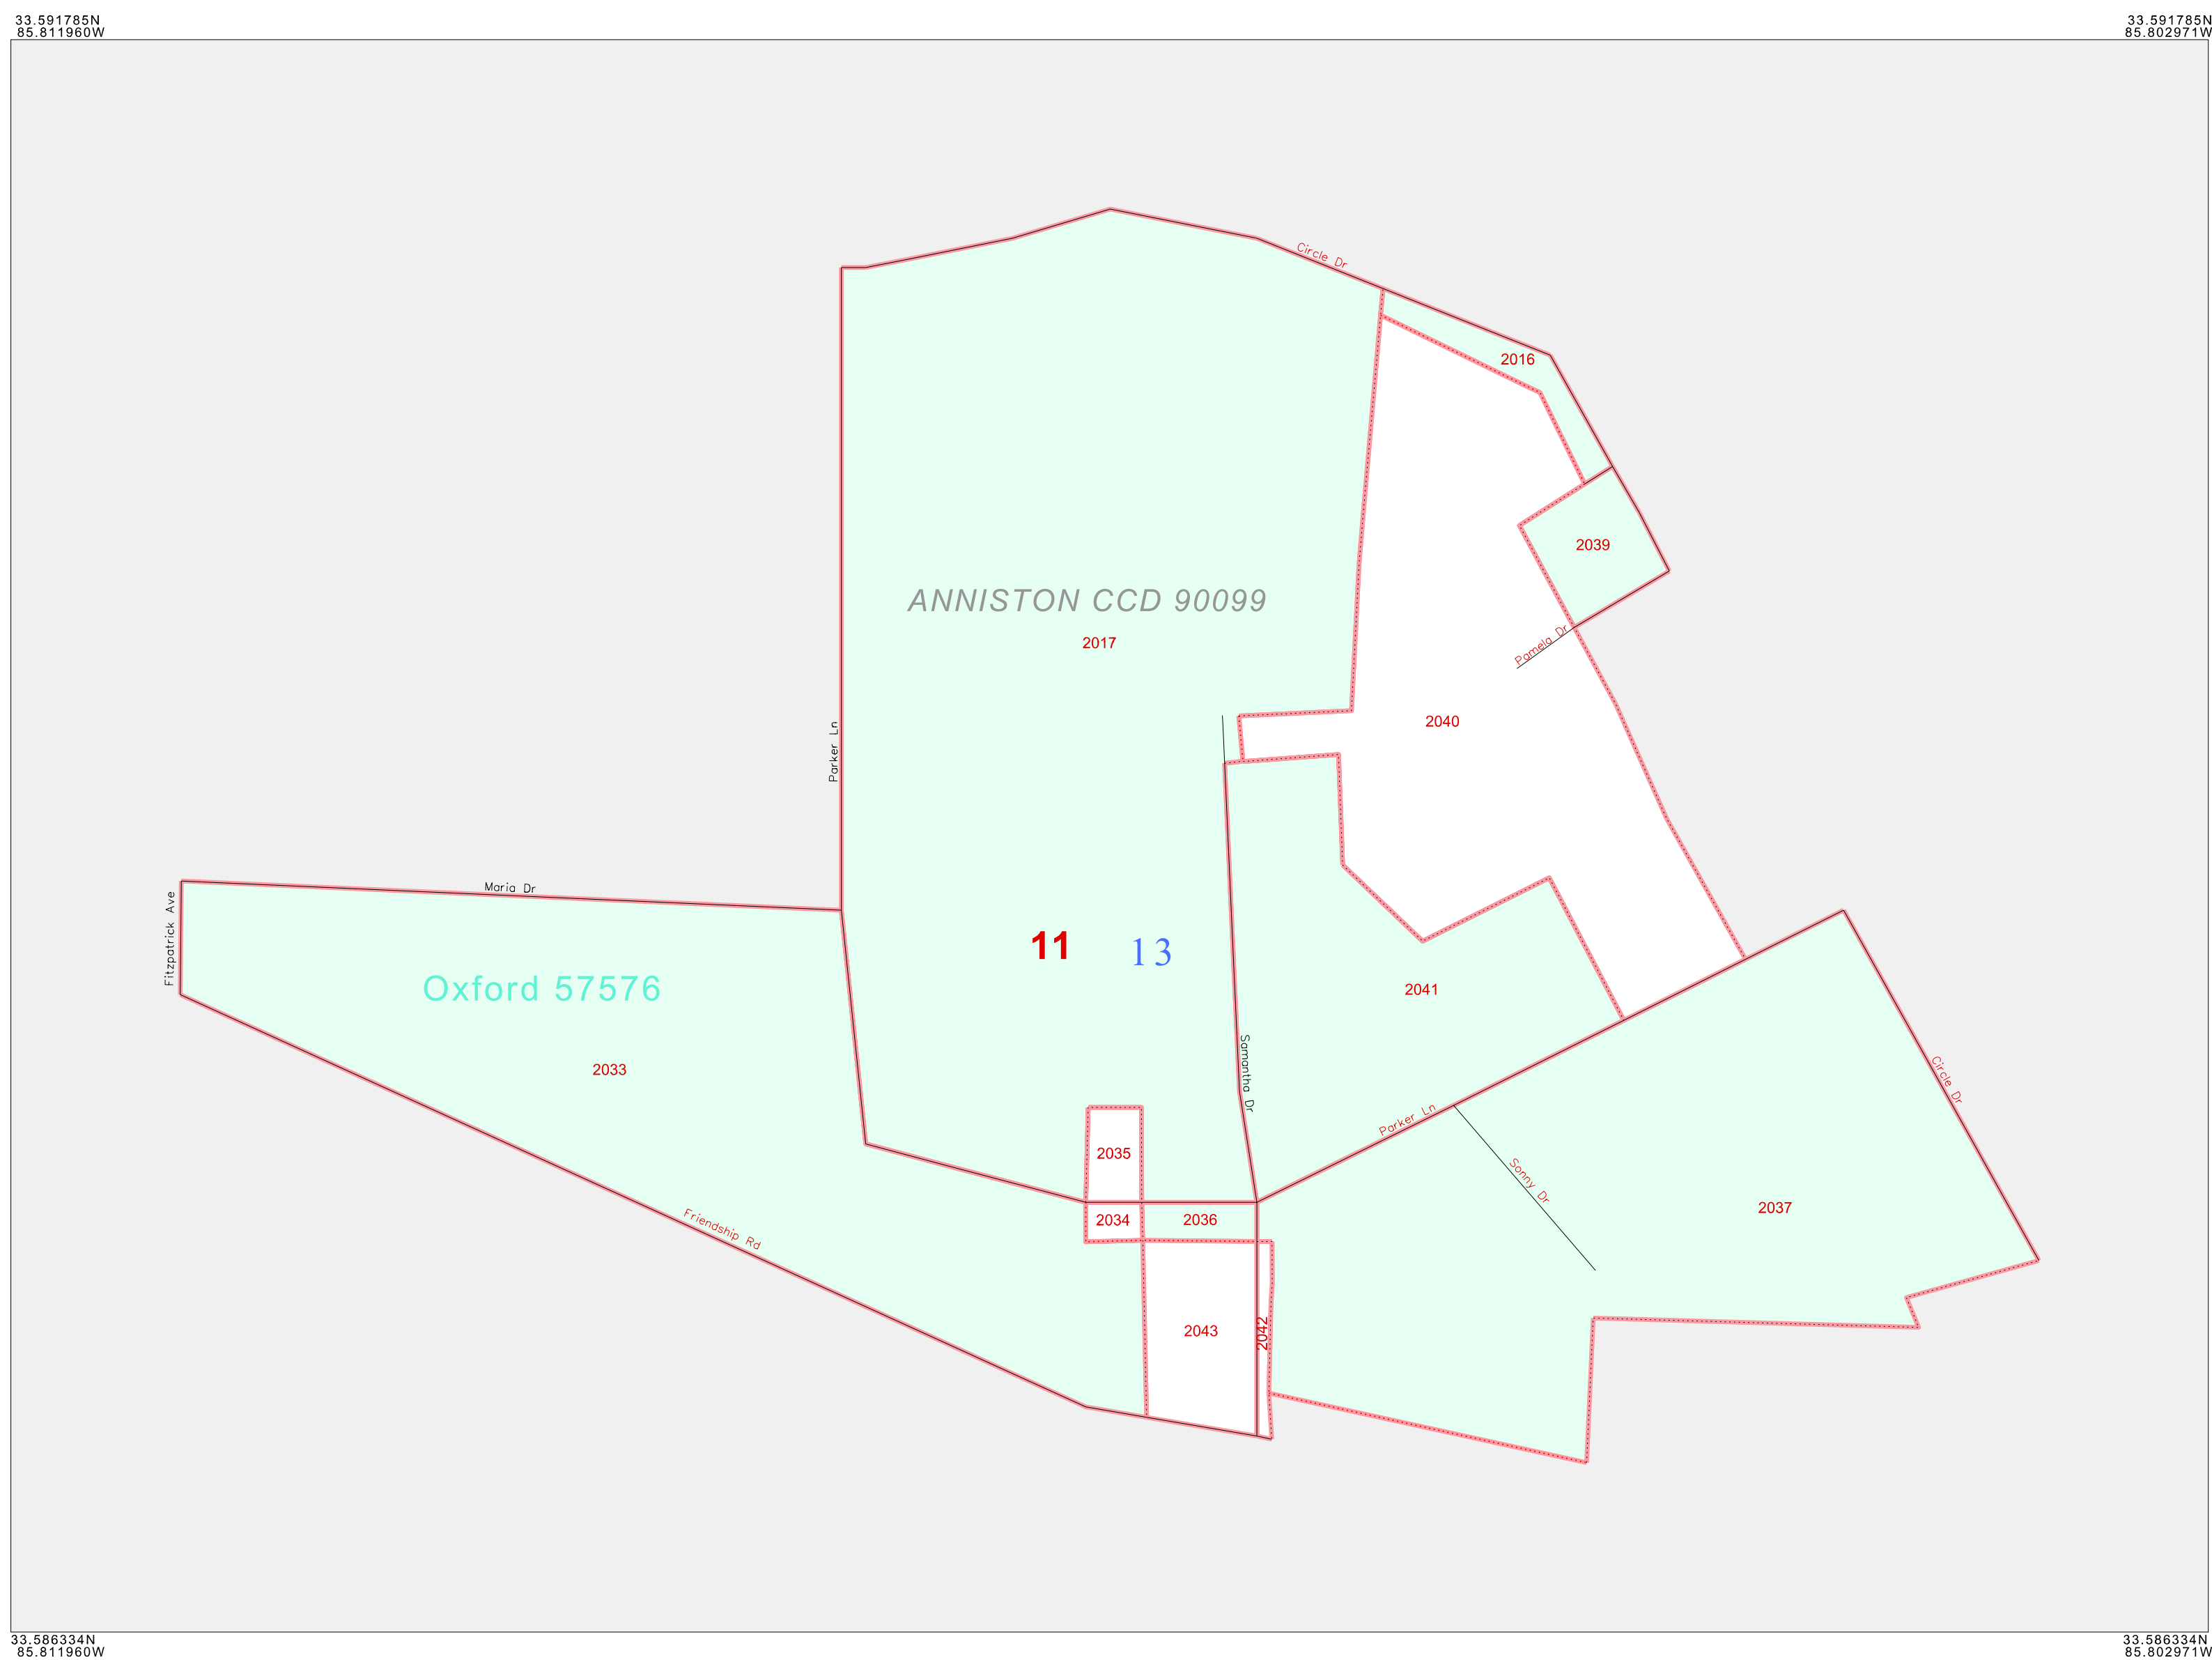 33.591785N
85.811960W
33.591785N
85.802971W
Circle Dr
2016
2039
ANNISTON CCD 90099
2017
Pamela Dr
2040
Parker Ln
Maria Dr
Fitzpatrick Ave
11
13
Oxford 57576
2041
2033
Samantha Dr
Circle Dr
Parker Ln
2035
Sonny Dr
2037
2034
2036
Friendship Rd
2043
2042
33.586334N
85.811960W
33.586334N
85.802971W